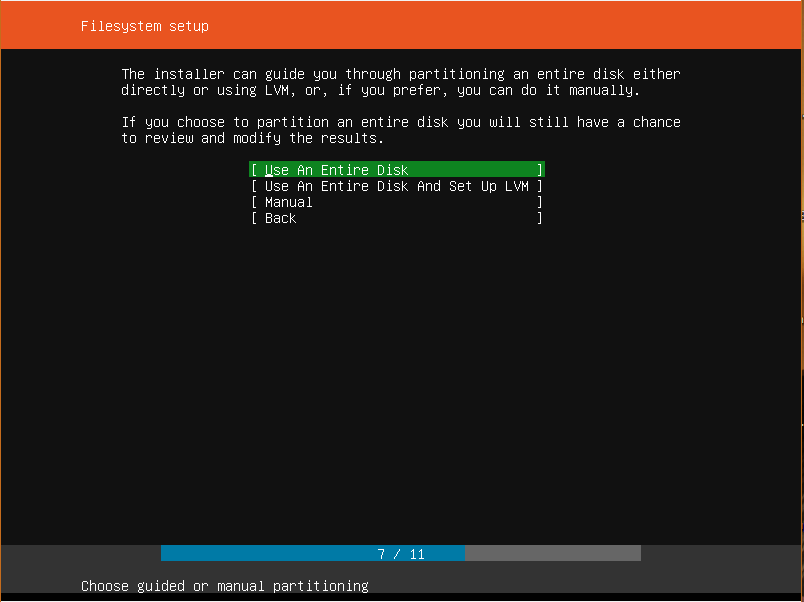 Filesystem setup
The installer can guide you through partitioning an entire disk either
directly or using LVM, or, if you prefer, you can do it manually.
If you choose to partition an entire disk you will still have a chance
to review and modify the results.
[ Use An Entire Disk ]
[ Use An Entire Disk And Set Up LVM ]
[ Manual ]
[ Back ]
7 / 11
Choose guided or manual partitioning